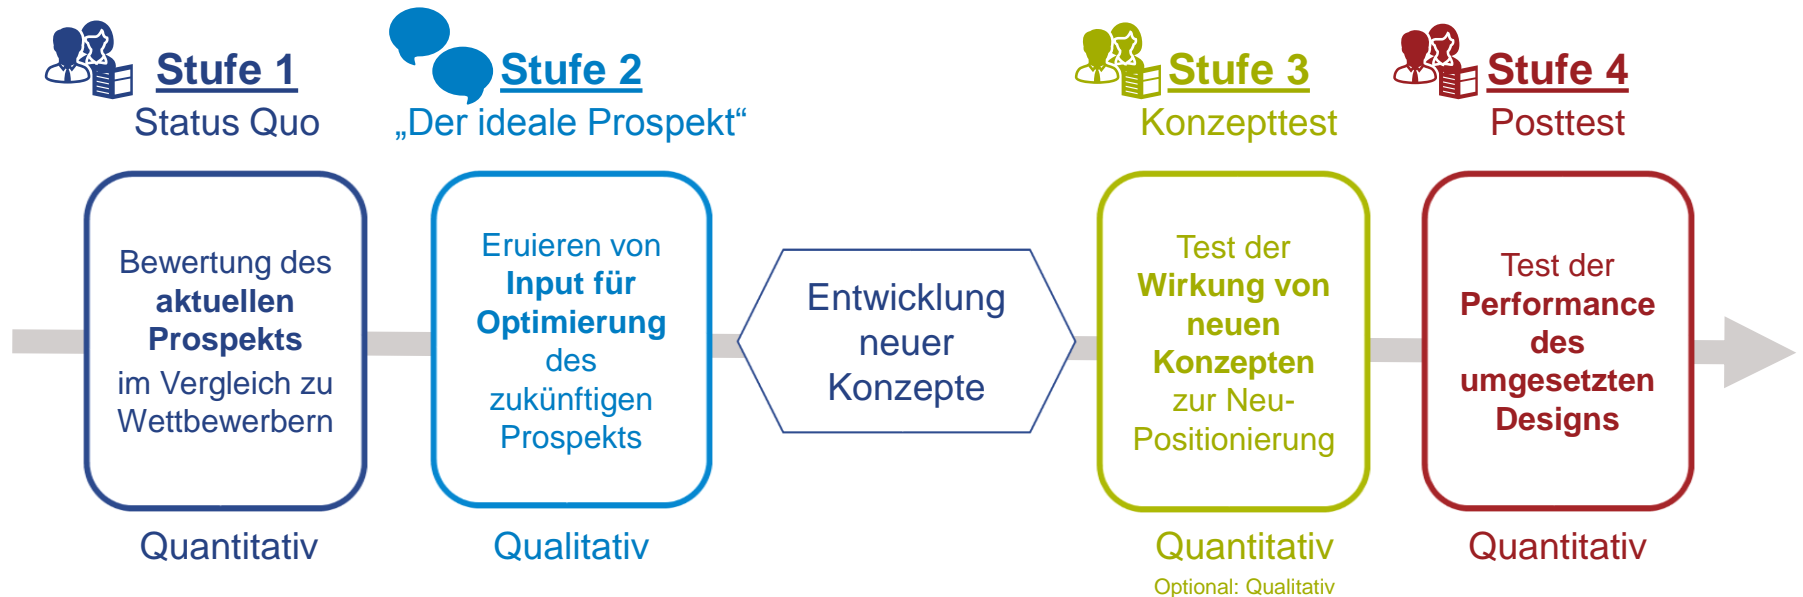 Stufe 1
Status Quo
Bewertung des
aktuellen
Prospekts
im Vergleich zu
Wettbewerbern
Quantitativ
Stufe 2
„Der ideale Prospekt“
Eruieren von
Input für
Optimierung
des
zukünftigen
Prospekts
Qualitativ
Entwicklung
neuer
Konzepte
Stufe 3
Konzepttest
Test der
Wirkung von
neuen
Konzepten
zur Neu-
Positionierung
Quantitativ
Optional: Qualitativ
Stufe 4
Posttest
Test der
Performance
des
umgesetzten
Designs
Quantitativ